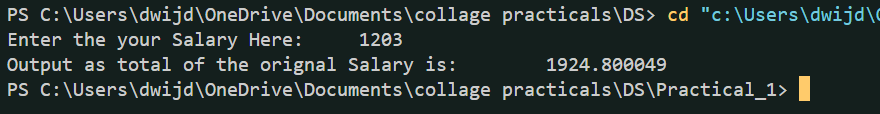 PS C:\Users\dwijd\OneDrive\Documents\collage practicals\DS> cd "c:\Users\dwijd\
Enter the your Salary Here:     1203
Output as total of the orignal Salary is:         1924.800049
PS C:\Users\dwijd\OneDrive\Documents\collage practicals\DS\Practical_1>